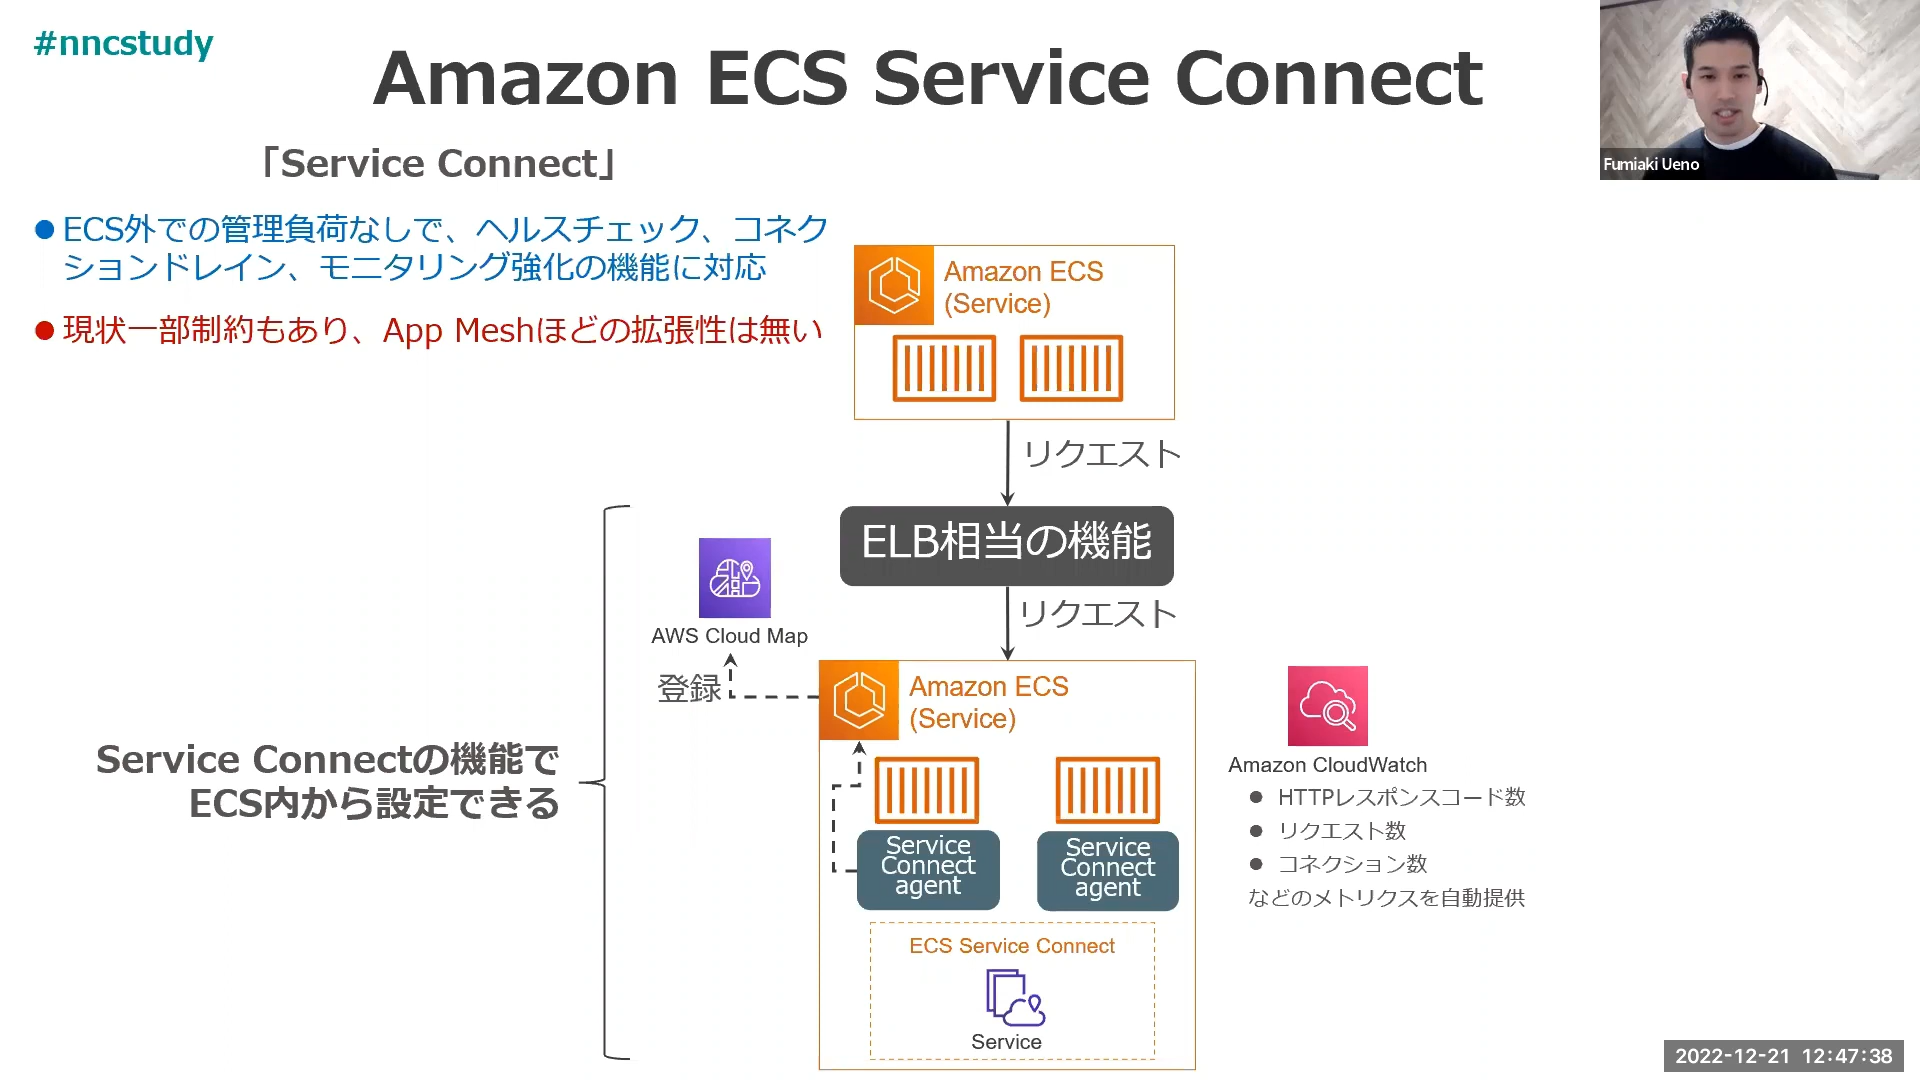 #nncstudy
Amazon ECS Service Connect
「Service Connect」
Fumiaki Ueno
●ECS外での管理負荷なしで、ヘルスチェック、コネク
ションドレイン、モニタリング強化の機能に対応
●現状一部制約もあり、App Meshほどの拡張性は無い
Amazon ECS
(Service)
リクエスト
ELB相当の機能
リクエスト
AWS Cloud Map
登録
Amazon ECS
(Service)
Service Connectの機能で
ECS内から設定できる
Service
Connect
agent
Service
Connect
agent
ECS Service Connect
Service
Amazon CloudWatch
● HTTPレスポンスコード数
● リクエスト数
● コネクション数
などのメトリクスを自動提供
2022-12-21 12:47:38